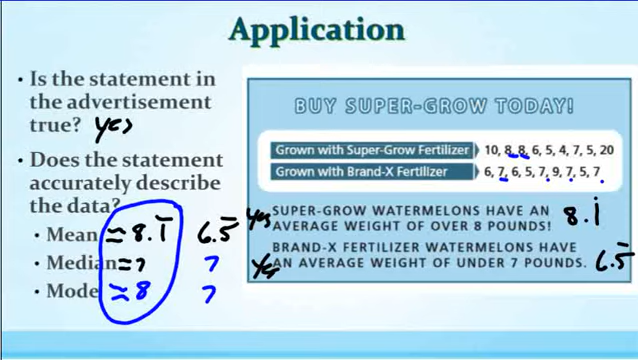 Application
• Is the statement in
the advertisement
true? yes
• Does the statement
accurately describe
the data?
• Mean ≈ 8.1̅ 6.5̅
• Median = 7 7
• Mode ≈ 8 7
BUY SUPER-GROW TODAY!
Grown with Super-Grow Fertilizer 10, 8, 8, 6, 5, 4, 7, 5, 20
Grown with Brand-X Fertilizer 6, 7, 6, 5, 7, 9, 7, 5, 7
yes SUPER-GROW WATERMELONS HAVE AN
AVERAGE WEIGHT OF OVER 8 POUNDS! 8.1̅
BRAND-X FERTILIZER WATERMELONS HAVE
yes AN AVERAGE WEIGHT OF UNDER 7 POUNDS. 6.5̅